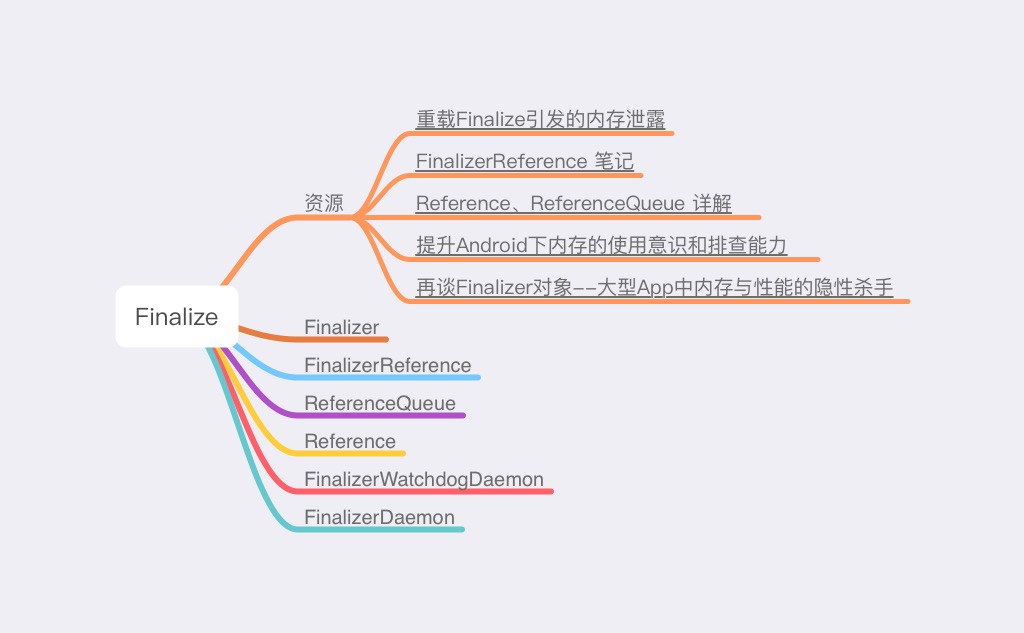 重载Finalize引发的内存泄露
FinalizerReference 笔记
资源
Reference、ReferenceQueue 详解
提升Android下内存的使用意识和排查能力
再谈Finalizer对象--大型App中内存与性能的隐性杀手
Finalize
Finalizer
FinalizerReference
ReferenceQueue
Reference
FinalizerWatchdogDaemon
FinalizerDaemon